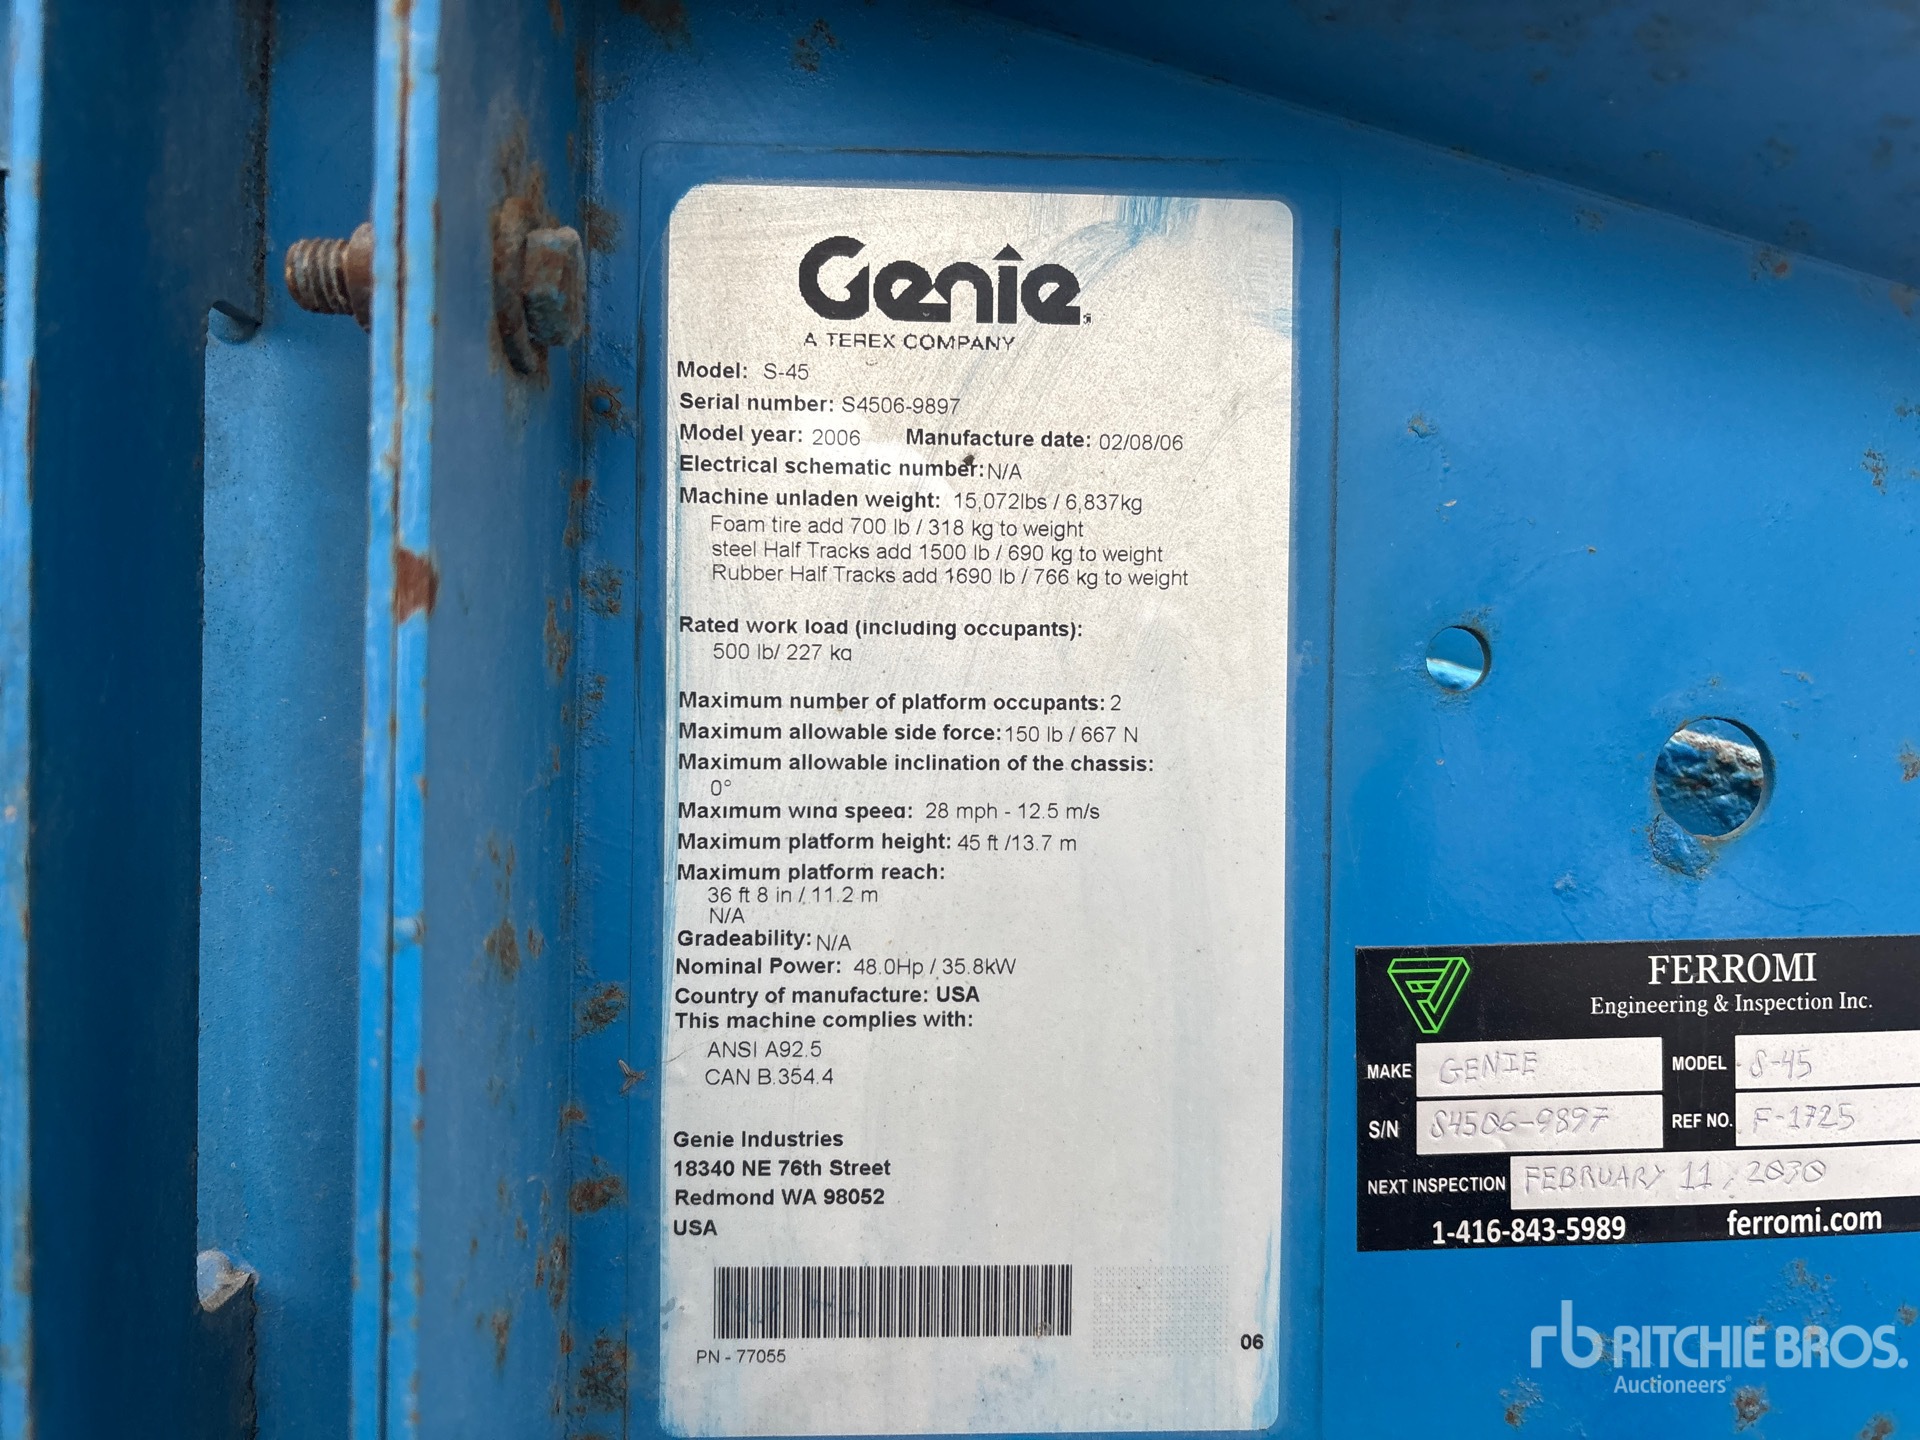 Genie
A TEREX COMPANY
Model: S-45
Serial number: S4506-9897
Model year: 2006 Manufacture date: 02/08/06
Electrical schematic number: N/A
Machine unladen weight: 15,072lbs / 6,837kg
Foam tire add 700 lb / 318 kg to weight
steel Half Tracks add 1500 lb / 690 kg to weight
Rubber Half Tracks add 1690 lb / 766 kg to weight
Rated work load (including occupants):
500 lb/ 227 kg
Maximum number of platform occupants: 2
Maximum allowable side force: 150 lb / 667 N
Maximum allowable inclination of the chassis:
0°
Maximum wind speed: 28 mph - 12.5 m/s
Maximum platform height: 45 ft /13.7 m
Maximum platform reach:
36 ft 8 in / 11.2 m
N/A
Gradeability: N/A
Nominal Power: 48.0Hp / 35.8kW
Country of manufacture: USA
This machine complies with:
ANSI A92.5
CAN B.354.4
Genie Industries
18340 NE 76th Street
Redmond WA 98052
USA
PN - 77055
06
FERROMI
Engineering & Inspection Inc.
MAKE GENIE MODEL S-45
S/N S4506-9897 REF NO. F-1725
NEXT INSPECTION FEBRUARY 11, 2030
1-416-843-5989 ferromi.com
rb RITCHIE BROS.
Auctioneers